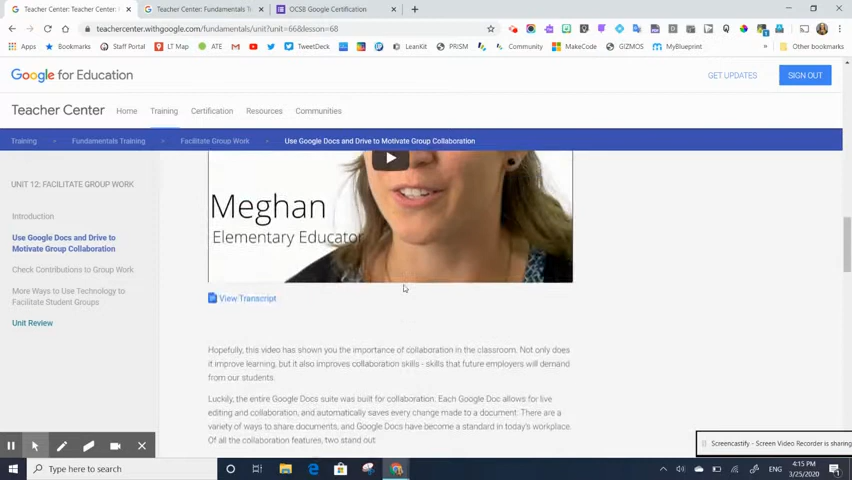 Teacher Center: Teacher Center: F
Teacher Center: Fundamentals Tr
OCSB Google Certification
teachercenter.withgoogle.com/fundamentals/unit?unit=66&lesson=68
Apps
Bookmarks
Staff Portal
LT Map
ATE
M
TweetDeck
LeanKit
PRISM
Community
MakeCode
GIZMOS
MyBlueprint
Other bookmarks
Google for Education
GET UPDATES
SIGN OUT
Teacher Center
Home
Training
Certification
Resources
Communities
Training
Fundamentals Training
Facilitate Group Work
Use Google Docs and Drive to Motivate Group Collaboration
UNIT 12: FACILITATE GROUP WORK
Introduction
Use Google Docs and Drive to
Motivate Group Collaboration
Check Contributions to Group Work
More Ways to Use Technology to
Facilitate Student Groups
Unit Review
Meghan
Elementary Educator
View Transcript
Hopefully, this video has shown you the importance of collaboration in the classroom. Not only does
it improve learning, but it also improves collaboration skills - skills that future employers will demand
from our students.
Luckily, the entire Google Docs suite was built for collaboration. Each Google Doc allows for live
editing and collaboration, and automatically saves every change made to a document. There are a
variety of ways to share documents, and Google Docs have become a standard in today's workplace.
Of all the collaboration features, two stand out:
Screencastify - Screen Video Recorder is sharing
Type here to search
ENG
4:15 PM
3/25/2020